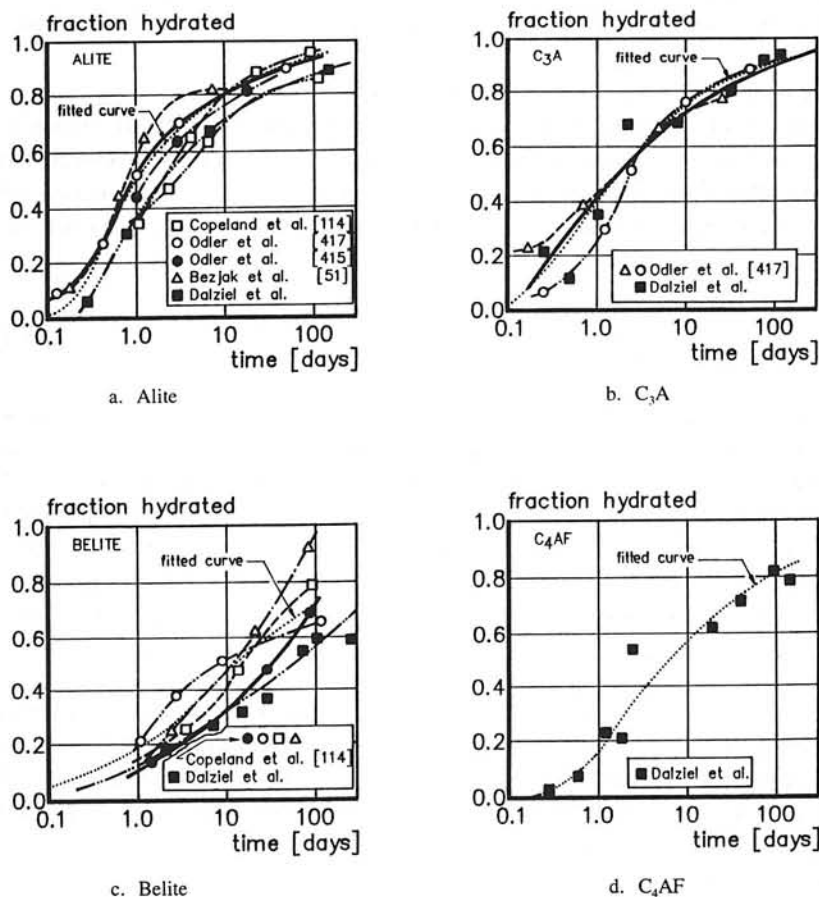 fraction hydrated
1.0
0.8
0.6
0.4
0.2
0.0
ALITE
fitted curve
Copeland et al. [114]
Odler et al. [417]
Odler et al. [415]
Bezjak et al. [51]
Dalziel et al.
0.1 1.0 10 100
time [days]
a. Alite
fraction hydrated
1.0
0.8
0.6
0.4
0.2
0.0
C₃A
fitted curve
Odler et al. [417]
Dalziel et al.
0.1 1.0 10 100
time [days]
b. C₃A
fraction hydrated
1.0
0.8
0.6
0.4
0.2
0.0
BELITE
fitted curve
Copeland et al. [114]
Dalziel et al.
0.1 1.0 10 100
time [days]
c. Belite
fraction hydrated
1.0
0.8
0.6
0.4
0.2
0.0
C₄AF
fitted curve
Dalziel et al.
0.1 1.0 10 100
time [days]
d. C₄AF